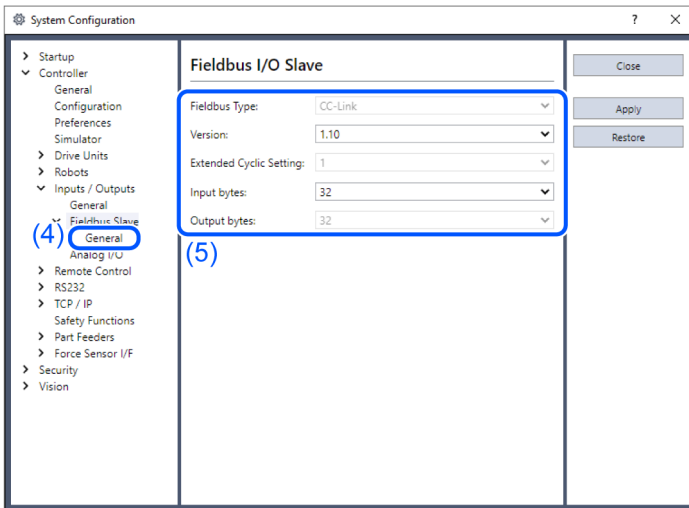 System Configuration
?
Startup
Controller
General
Configuration
Preferences
Simulator
Drive Units
Robots
Inputs / Outputs
General
Fieldbus Slave
(4)
General
Analog I/O
Remote Control
RS232
TCP / IP
Safety Functions
Part Feeders
Force Sensor I/F
Security
Vision
Fieldbus I/O Slave
Fieldbus Type: CC-Link
Version: 1.10
Extended Cyclic Setting: 1
Input bytes: 32
Output bytes: 32
(5)
Close
Apply
Restore